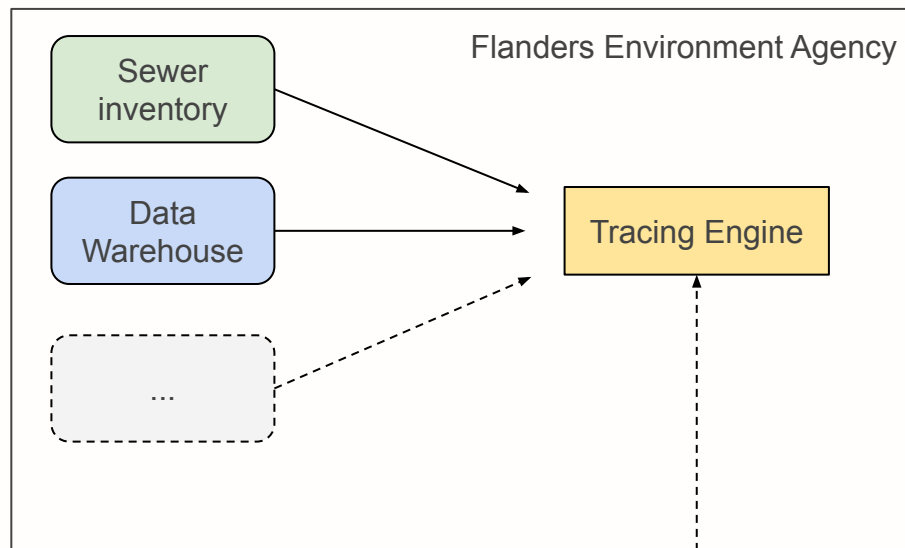 Flanders Environment Agency
Sewer
inventory
Data
Warehouse
Tracing Engine
...